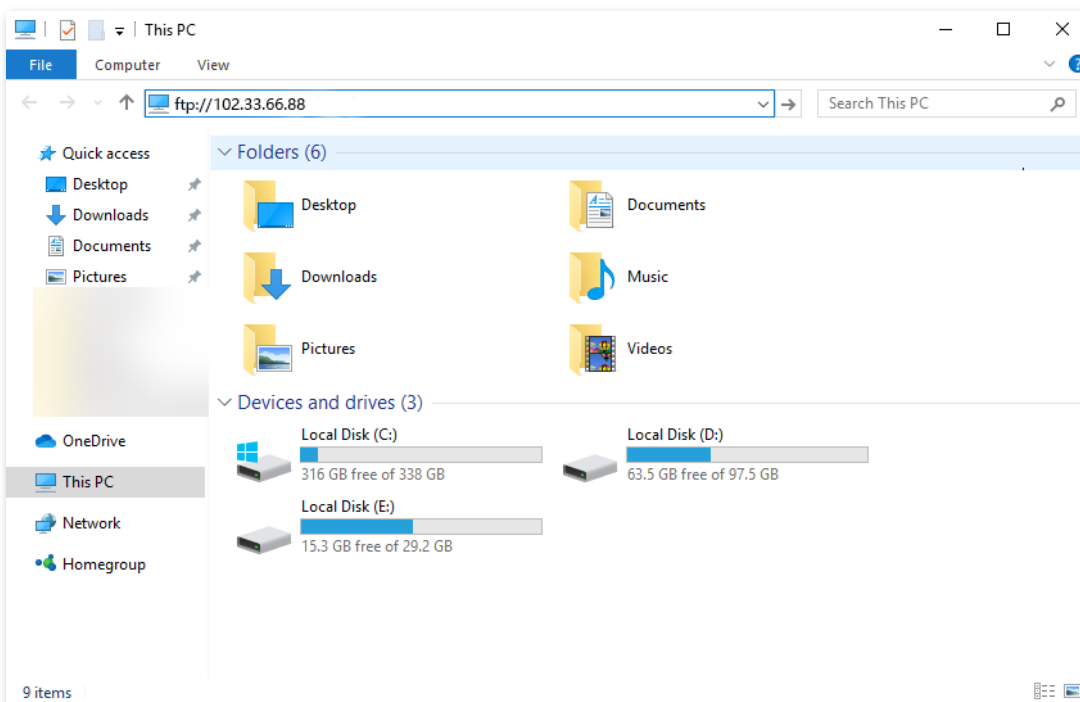 This PC
File Computer View
ftp://102.33.66.88 Search This PC
Quick access
Desktop
Downloads
Documents
Pictures
OneDrive
This PC
Network
Homegroup
Folders (6)
Desktop Documents
Downloads Music
Pictures Videos
Devices and drives (3)
Local Disk (C:) Local Disk (D:)
316 GB free of 338 GB 63.5 GB free of 97.5 GB
Local Disk (E:)
15.3 GB free of 29.2 GB
9 items